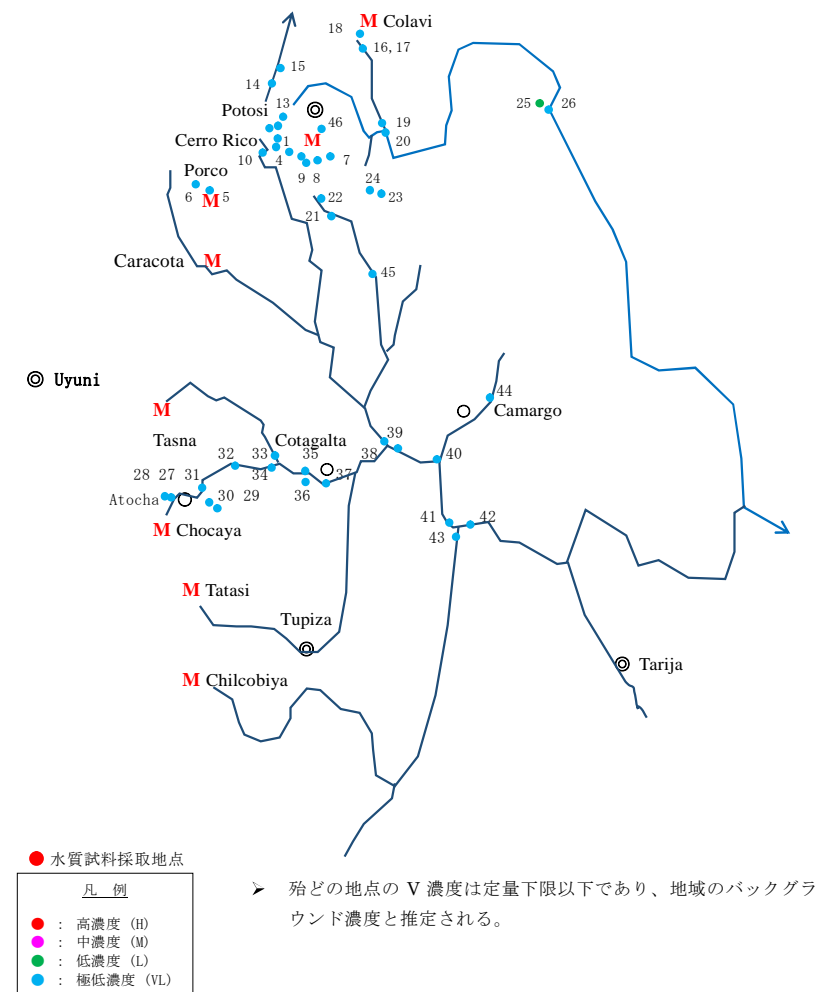 18 M Colavi
16, 17
15
14
25 26
13
Potosi
46
19
Cerro Rico 1 M
20
10 4 7
9 8
Porco
24
6 5
22 23
M
21
Caracota M
45
◎ Uyuni
44
M
Camargo
39
Tasna Cotagalta
32 33 35 38
40
28 27 31 34 37
Atocha 30 29 36
41 42
M Chocaya
43
M Tatasi
Tupiza
Tarija
M Chilcobiya
水質試料採取地点
凡 例
➢ 殆どの地点の V 濃度は定量下限以下であり、地域のバックグラ
ウンド濃度と推定される。
: 高濃度 (H)
: 中濃度 (M)
: 低濃度 (L)
: 極低濃度 (VL)